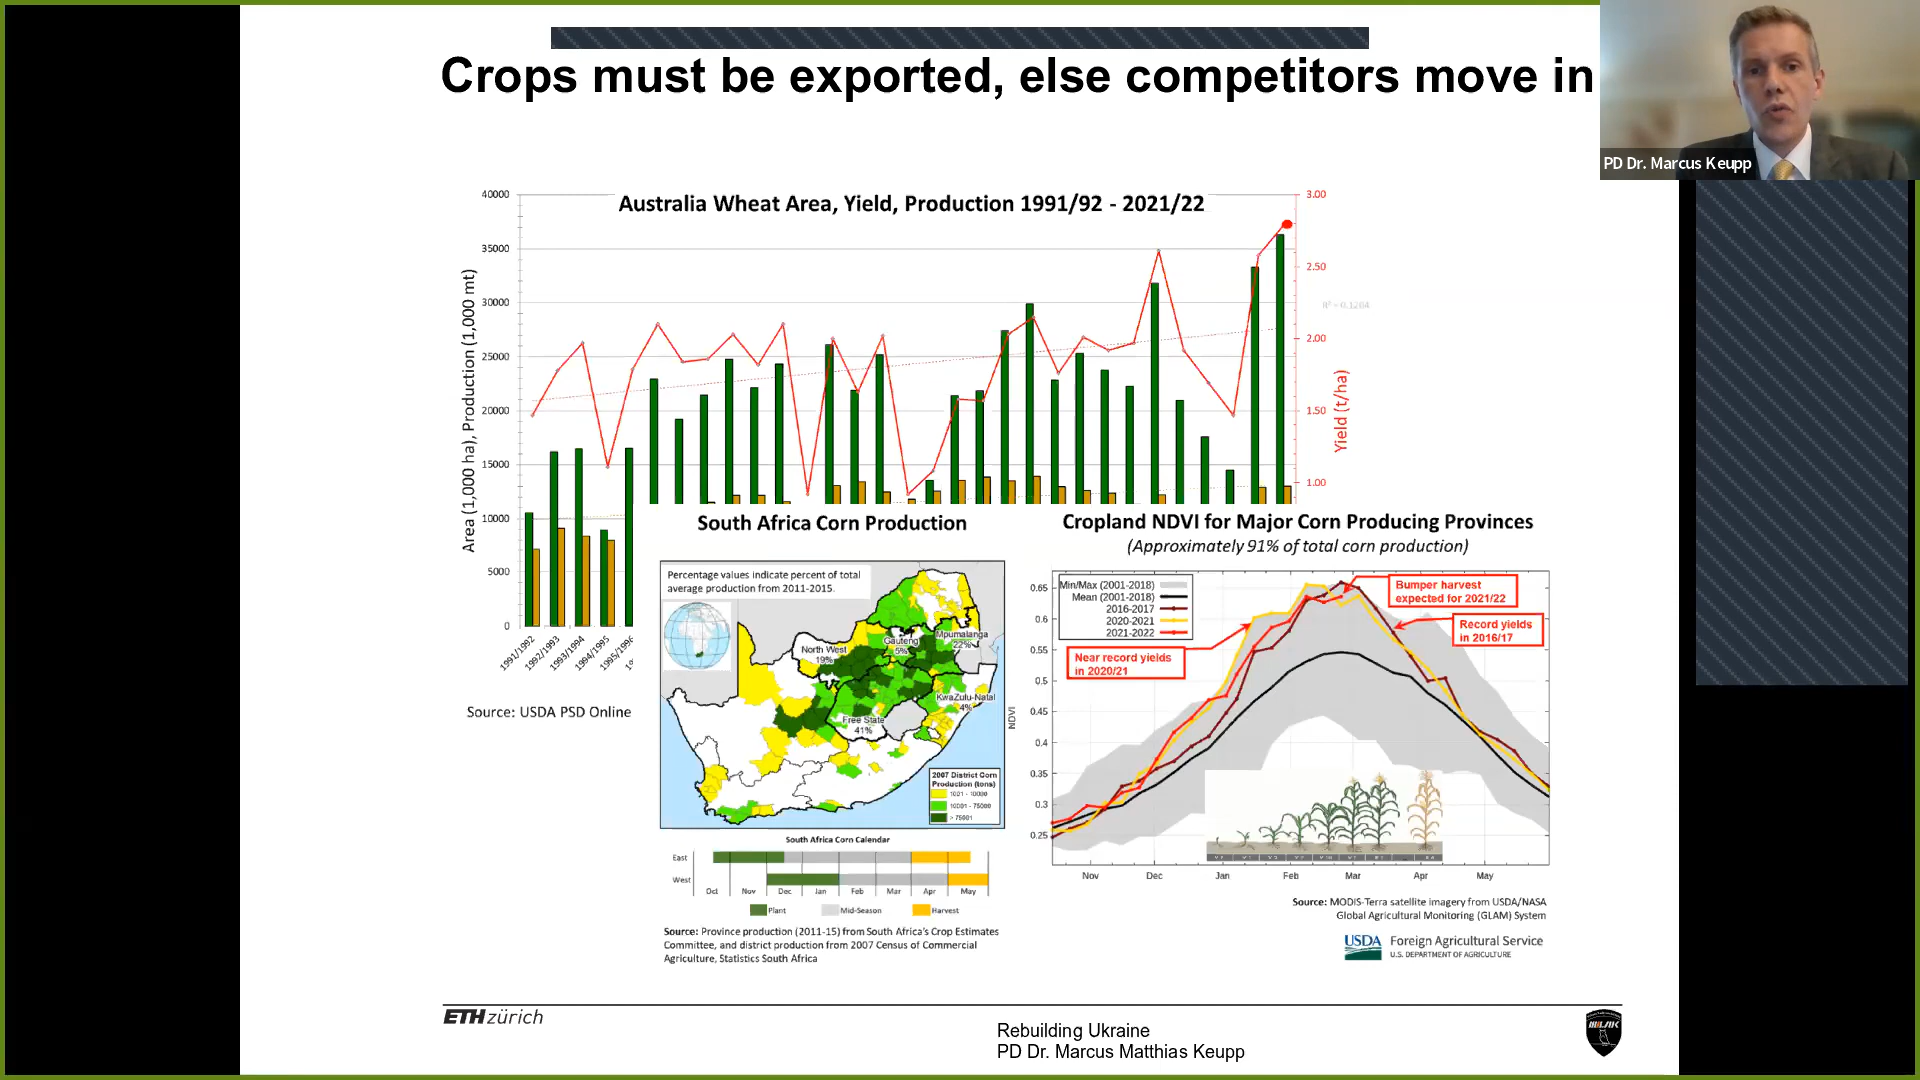 Crops must be exported, else competitors move in
PD Dr. Marcus Keupp
Australia Wheat Area, Yield, Production 1991/92 - 2021/22
Area (1,000 ha), Production (1,000 mt)
40000
35000
30000
25000
20000
15000
10000
5000
0
3.00
2.50
2.00
1.50
1.00
Yield (t/ha)
R² = 0.1204
1991/1992
1992/1993
1993/1994
1994/1995
1995/1996
Source: USDA PSD Online
South Africa Corn Production
Percentage values indicate percent of total
average production from 2011-2015.
North West
19%
Gauteng
5%
Mpumalanga
22%
KwaZulu-Natal
4%
Free State
41%
2007 District Corn
Production (tons)
1001 - 10000
10001 - 75000
> 75001
South Africa Corn Calendar
East
West
Oct Nov Dec Jan Feb Mar Apr May
Plant Mid-Season Harvest
Source: Province production (2011-15) from South Africa's Crop Estimates
Committee, and district production from 2007 Census of Commercial
Agriculture, Statistics South Africa
Cropland NDVI for Major Corn Producing Provinces
(Approximately 91% of total corn production)
NDVI
0.65
0.6
0.55
0.5
0.45
0.4
0.35
0.3
0.25
Min/Max (2001-2018)
Mean (2001-2018)
2016-2017
2020-2021
2021-2022
Bumper harvest
expected for 2021/22
Record yields
in 2016/17
Near record yields
in 2020/21
Nov Dec Jan Feb Mar Apr May
Source: MODIS-Terra satellite imagery from USDA/NASA
Global Agricultural Monitoring (GLAM) System
USDA Foreign Agricultural Service
U.S. DEPARTMENT OF AGRICULTURE
ETH zürich
Rebuilding Ukraine
PD Dr. Marcus Matthias Keupp